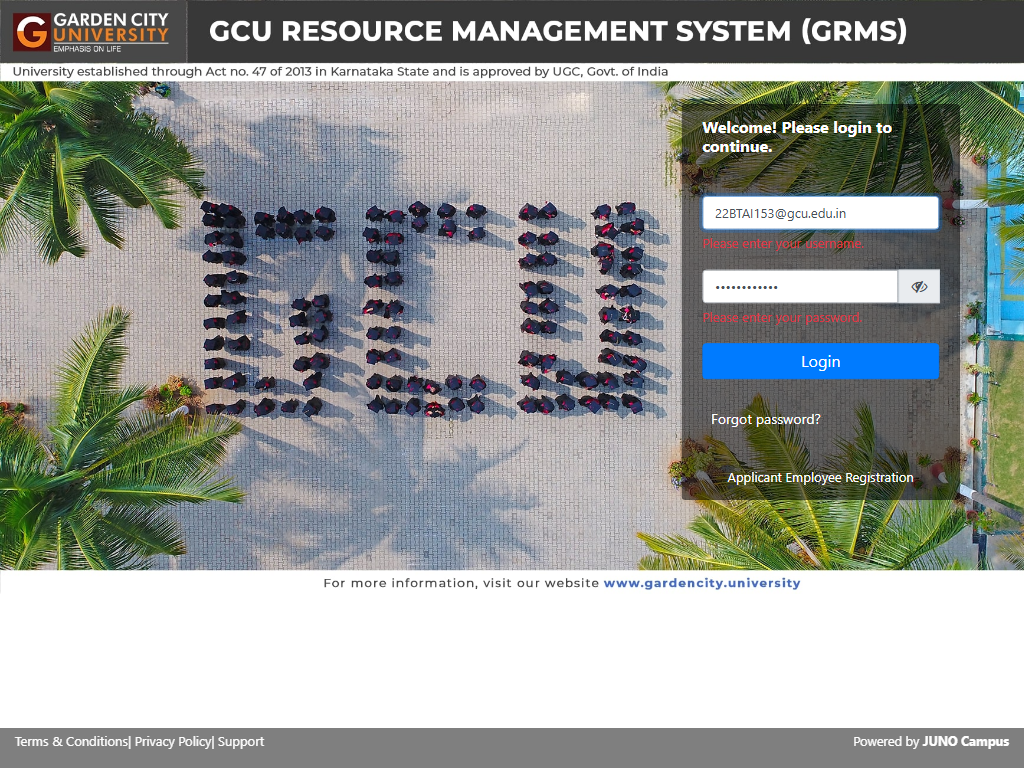 GARDEN CITY
UNIVERSITY
EMPHASIS ON LIFE
GCU RESOURCE MANAGEMENT SYSTEM (GRMS)
University established through Act no. 47 of 2013 in Karnataka State and is approved by UGC, Govt. of India
GCU
Welcome! Please login to
continue.
22BTAI153@gcu.edu.in
Please enter your username.
••••••••••••
Please enter your password.
Login
Forgot password?
Applicant Employee Registration
For more information, visit our website www.gardencity.university
Terms & Conditions| Privacy Policy| Support
Powered by JUNO Campus